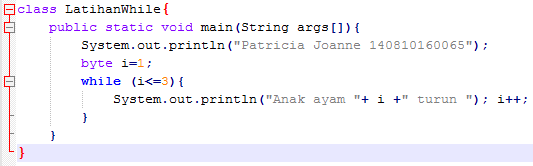 class LatihanWhile{
    public static void main(String args[]){
        System.out.println("Patricia Joanne 140810160065");
        byte i=1;
        while (i<=3){
            System.out.println("Anak ayam "+ i +" turun "); i++;
        }
    }
}